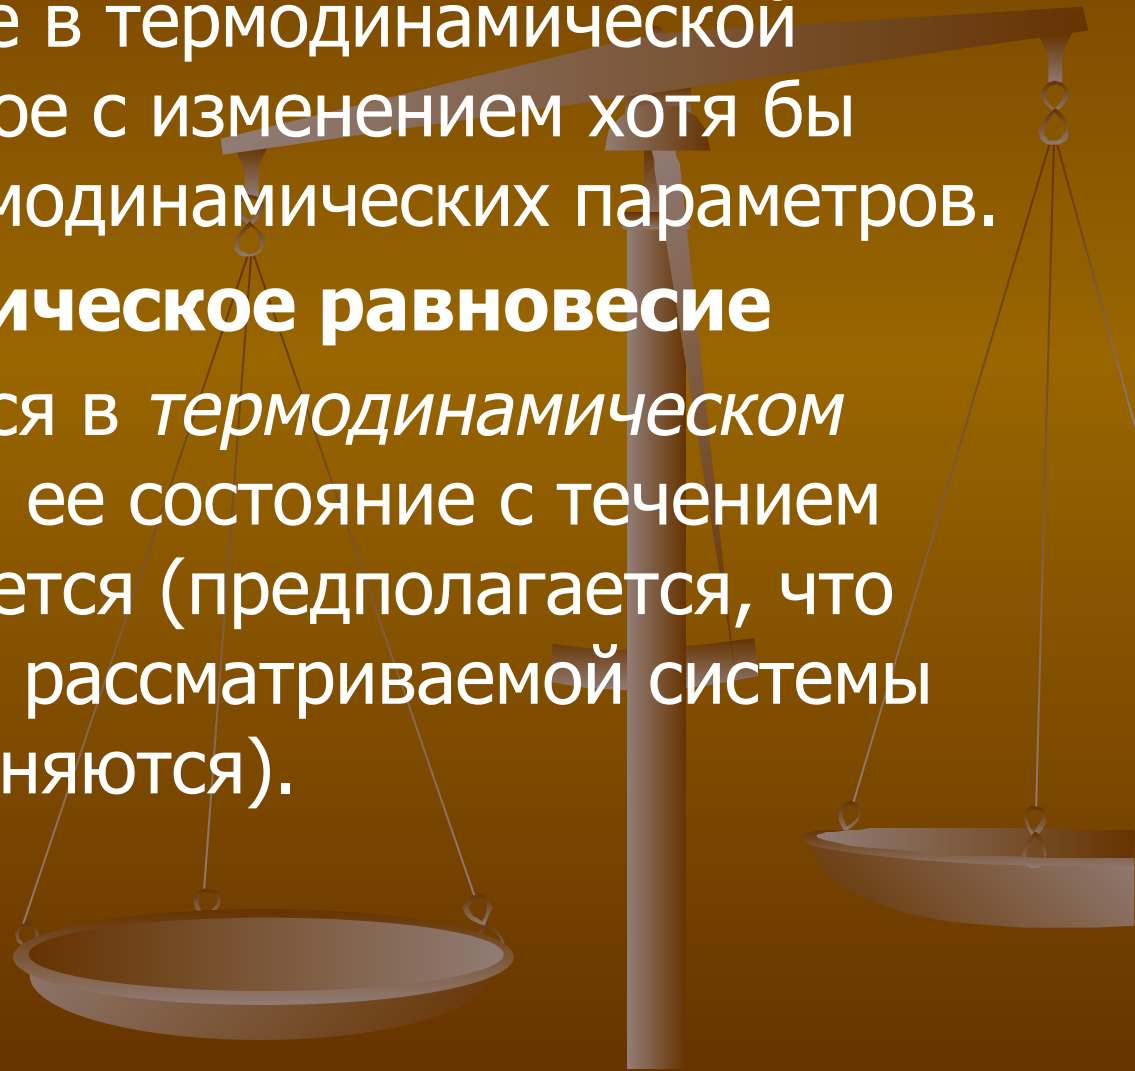 е в термодинамической
ое с изменением хотя бы
модинамических параметров.
ическое равновесие
ся в термодинамическом
ее состояние с течением
ется (предполагается, что
рассматриваемой системы
няются).